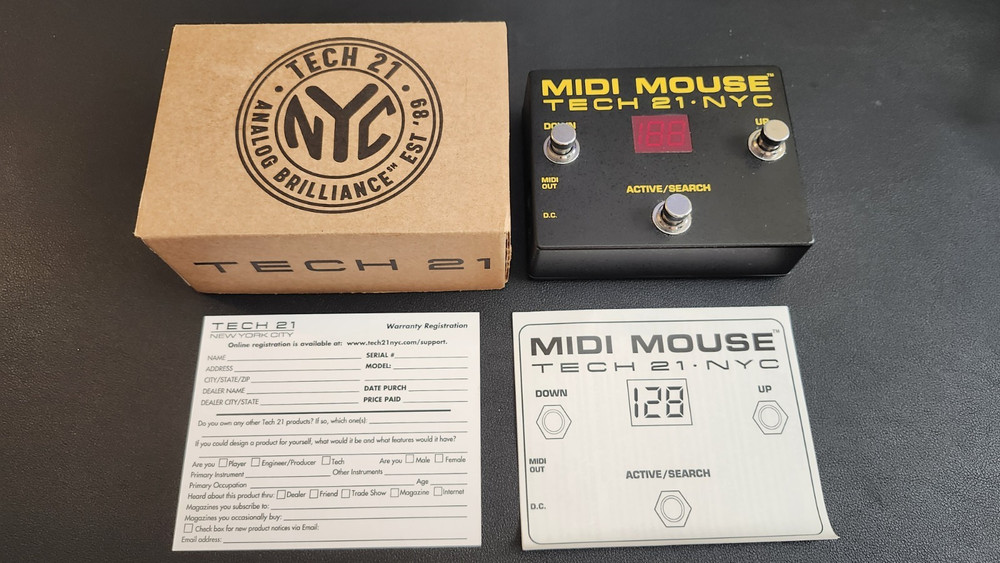 TECH 21
NYC
ANALOG BRILLIANCE℠ EST '89
TECH 21
MIDI MOUSE™
TECH 21·NYC
DOWN
UP
MIDI
OUT
ACTIVE/SEARCH
D.C.
TECH 21
NEW YORK CITY
Warranty Registration
Online registration is available at: www.tech21nyc.com/support.
NAME
SERIAL #
ADDRESS
MODEL:
CITY/STATE/ZIP
DEALER NAME
DATE PURCH
DEALER CITY/STATE
PRICE PAID
Do you own any other Tech 21 products? If so, which one(s):
If you could design a product for yourself, what would it be and what features would it have?
Are you Player Engineer/Producer Tech Are you Male Female
Primary Instrument Other Instruments
Primary Occupation Age
Heard about this product thru: Dealer Friend Trade Show Magazine Internet
Magazines you subscribe to:
Magazines you occasionally buy:
Check box for new product notices via Email:
Email address:
MIDI MOUSE™
TECH 21·NYC
DOWN
128
UP
MIDI
OUT
ACTIVE/SEARCH
D.C.